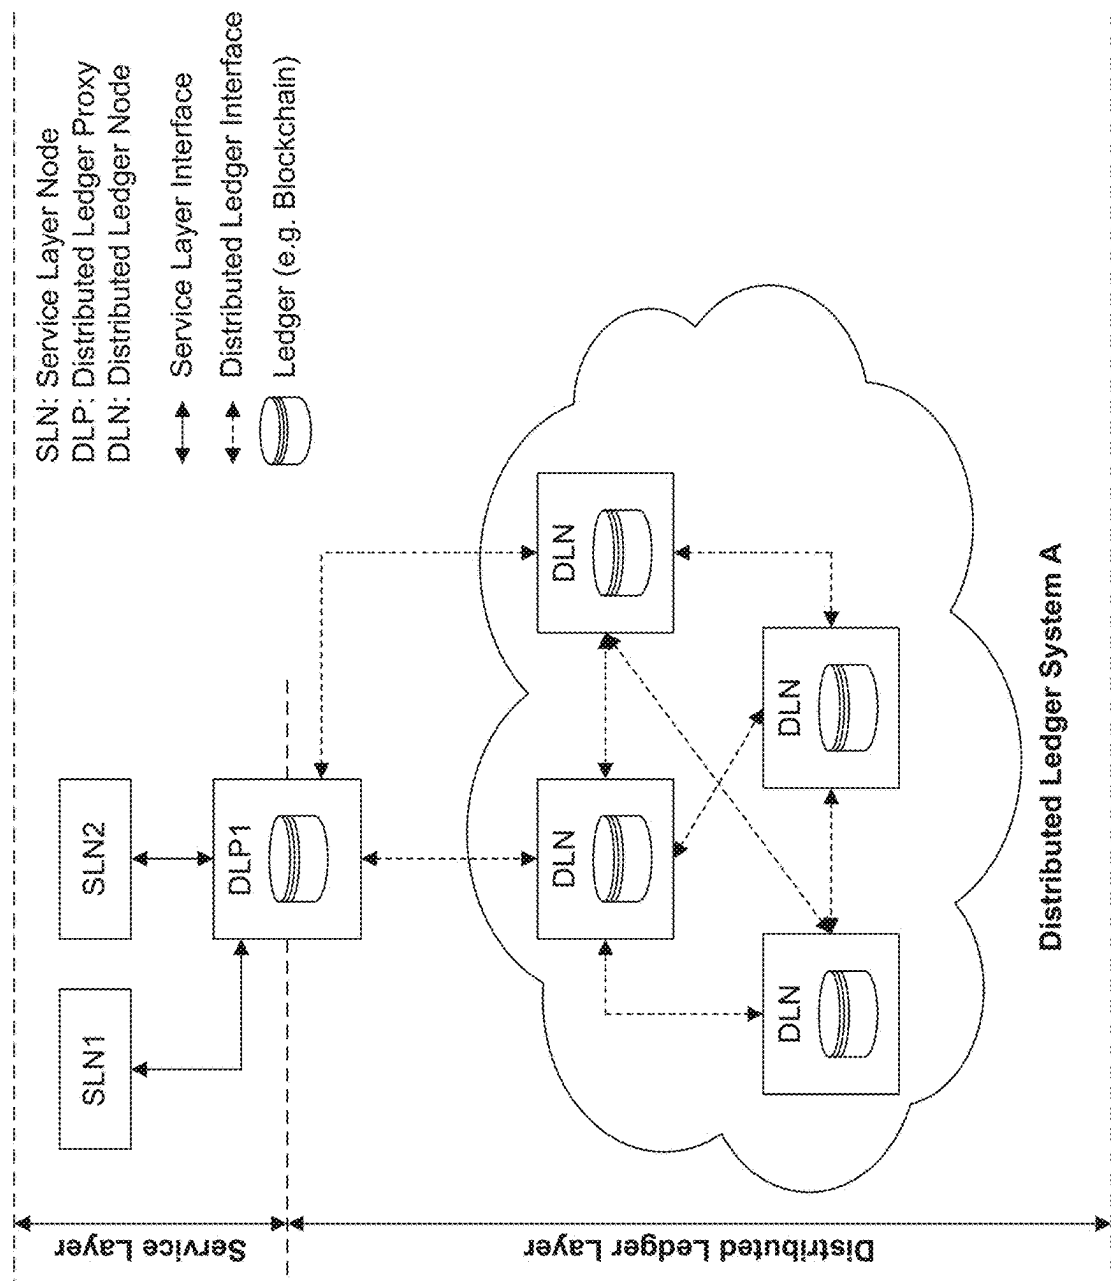 Service Layer
Distributed Ledger Layer
SLN1
SLN2
DLP1
DLN
DLN
DLN
DLN
Distributed Ledger System A
SLN: Service Layer Node
DLP: Distributed Ledger Proxy
DLN: Distributed Ledger Node
Service Layer Interface
Distributed Ledger Interface
Ledger (e.g. Blockchain)